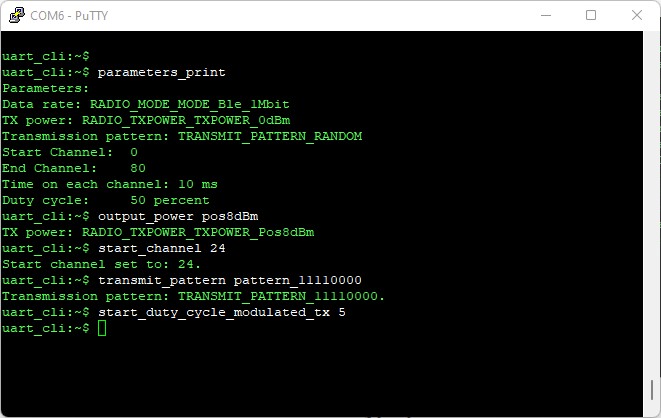 COM6 - PuTTY
uart_cli:~$
uart_cli:~$ parameters_print
Parameters:
Data rate: RADIO_MODE_MODE_Ble_1Mbit
TX power: RADIO_TXPOWER_TXPOWER_0dBm
Transmission pattern: TRANSMIT_PATTERN_RANDOM
Start Channel:  0
End Channel:    80
Time on each channel: 10 ms
Duty cycle:     50 percent
uart_cli:~$ output_power pos8dBm
TX power: RADIO_TXPOWER_TXPOWER_Pos8dBm
uart_cli:~$ start_channel 24
Start channel set to: 24.
uart_cli:~$ transmit_pattern pattern_11110000
Transmission pattern: TRANSMIT_PATTERN_11110000.
uart_cli:~$ start_duty_cycle_modulated_tx 5
uart_cli:~$